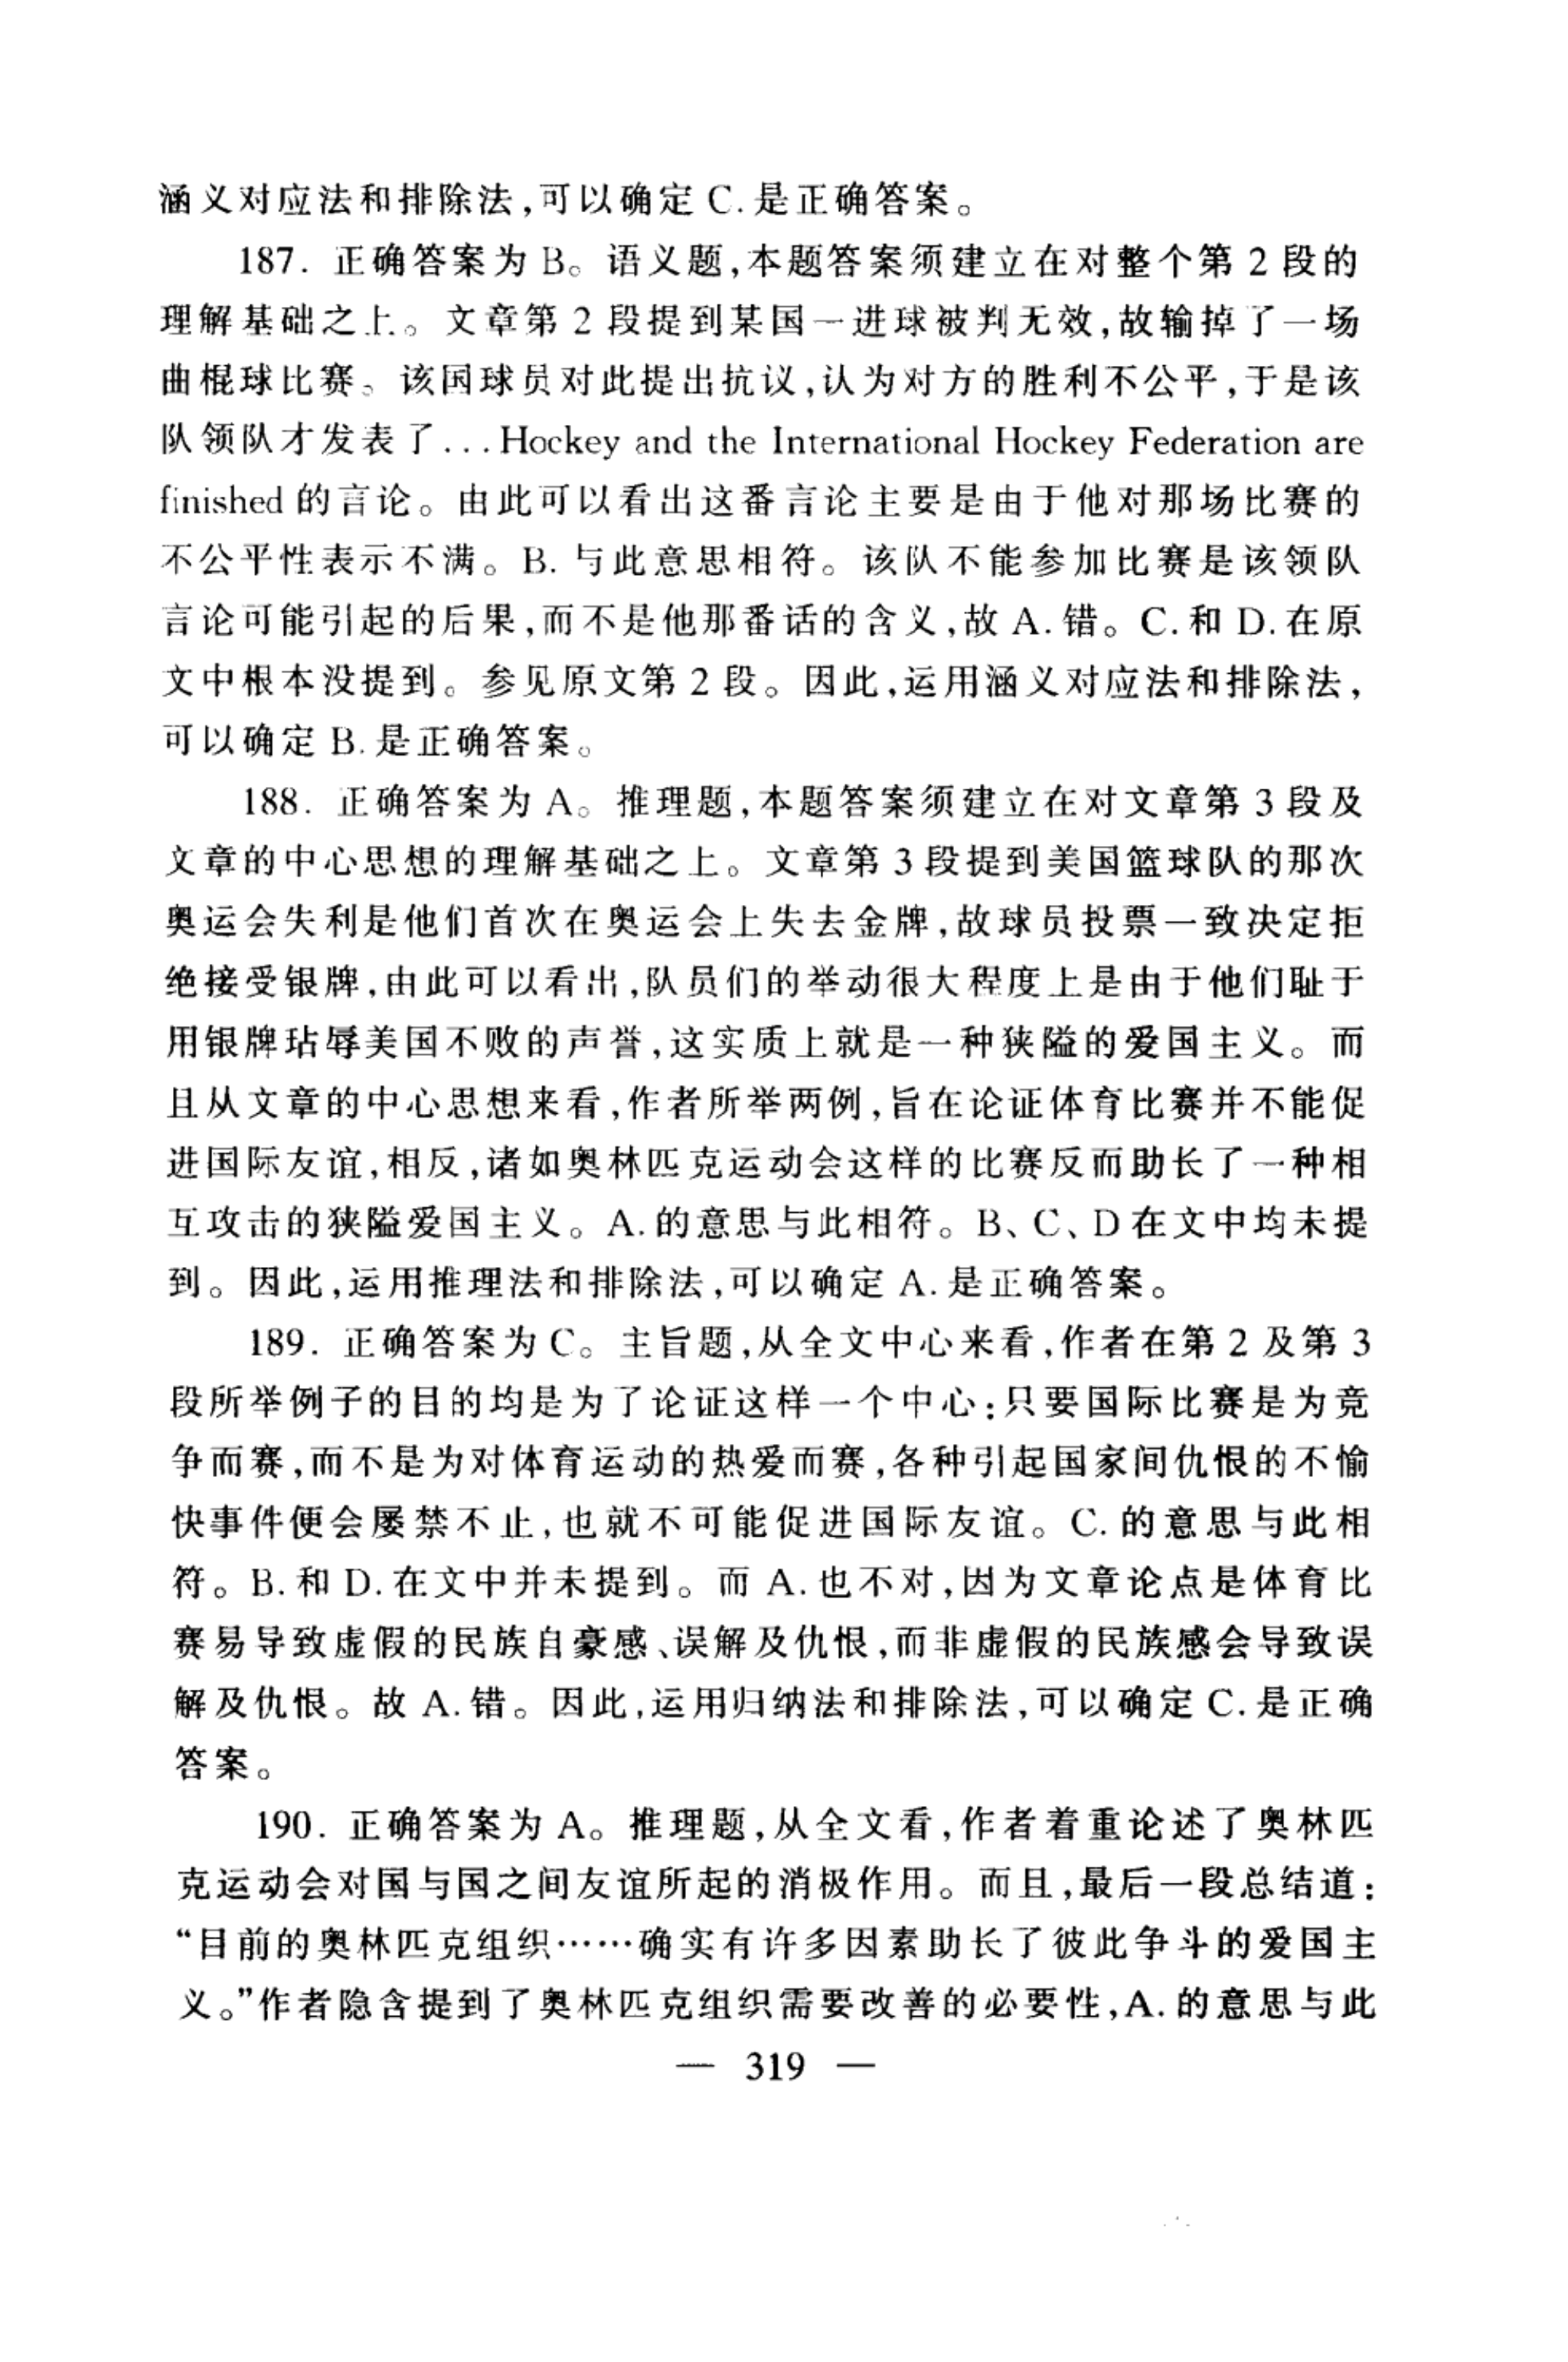 涵义对应法和排除法,可以确定 C.是正确答案。
187. 正确答案为 B。语义题,本题答案须建立在对整个第 2 段的
理解基础之上。文章第 2 段提到某国一进球被判无效,故输掉了一场
曲棍球比赛。该国球员对此提出抗议,认为对方的胜利不公平,于是该
队领队才发表了...Hockey and the International Hockey Federation are
finished 的言论。由此可以看出这番言论主要是由于他对那场比赛的
不公平性表示不满。B. 与此意思相符。该队不能参加比赛是该领队
言论可能引起的后果,而不是他那番话的含义,故 A.错。C.和 D.在原
文中根本没提到。参见原文第 2 段。因此,运用涵义对应法和排除法,
可以确定 B.是正确答案。
188. 正确答案为 A。推理题,本题答案须建立在对文章第 3 段及
文章的中心思想的理解基础之上。文章第 3 段提到美国篮球队的那次
奥运会失利是他们首次在奥运会上失去金牌,故球员投票一致决定拒
绝接受银牌,由此可以看出,队员们的举动很大程度上是由于他们耻于
用银牌玷辱美国不败的声誉,这实质上就是一种狭隘的爱国主义。而
且从文章的中心思想来看,作者所举两例,旨在论证体育比赛并不能促
进国际友谊,相反,诸如奥林匹克运动会这样的比赛反而助长了一种相
互攻击的狭隘爱国主义。A.的意思与此相符。B、C、D 在文中均未提
到。因此,运用推理法和排除法,可以确定 A.是正确答案。
189. 正确答案为 C。主旨题,从全文中心来看,作者在第 2 及第 3
段所举例子的目的均是为了论证这样一个中心:只要国际比赛是为竞
争而赛,而不是为对体育运动的热爱而赛,各种引起国家间仇恨的不愉
快事件便会屡禁不止,也就不可能促进国际友谊。C. 的意思与此相
符。B.和 D.在文中并未提到。而 A.也不对,因为文章论点是体育比
赛易导致虚假的民族自豪感、误解及仇恨,而非虚假的民族感会导致误
解及仇恨。故 A.错。因此,运用归纳法和排除法,可以确定 C.是正确
答案。
190. 正确答案为 A。推理题,从全文看,作者着重论述了奥林匹
克运动会对国与国之间友谊所起的消极作用。而且,最后一段总结道:
“目前的奥林匹克组织……确实有许多因素助长了彼此争斗的爱国主
义。”作者隐含提到了奥林匹克组织需要改善的必要性,A.的意思与此
— 319 —